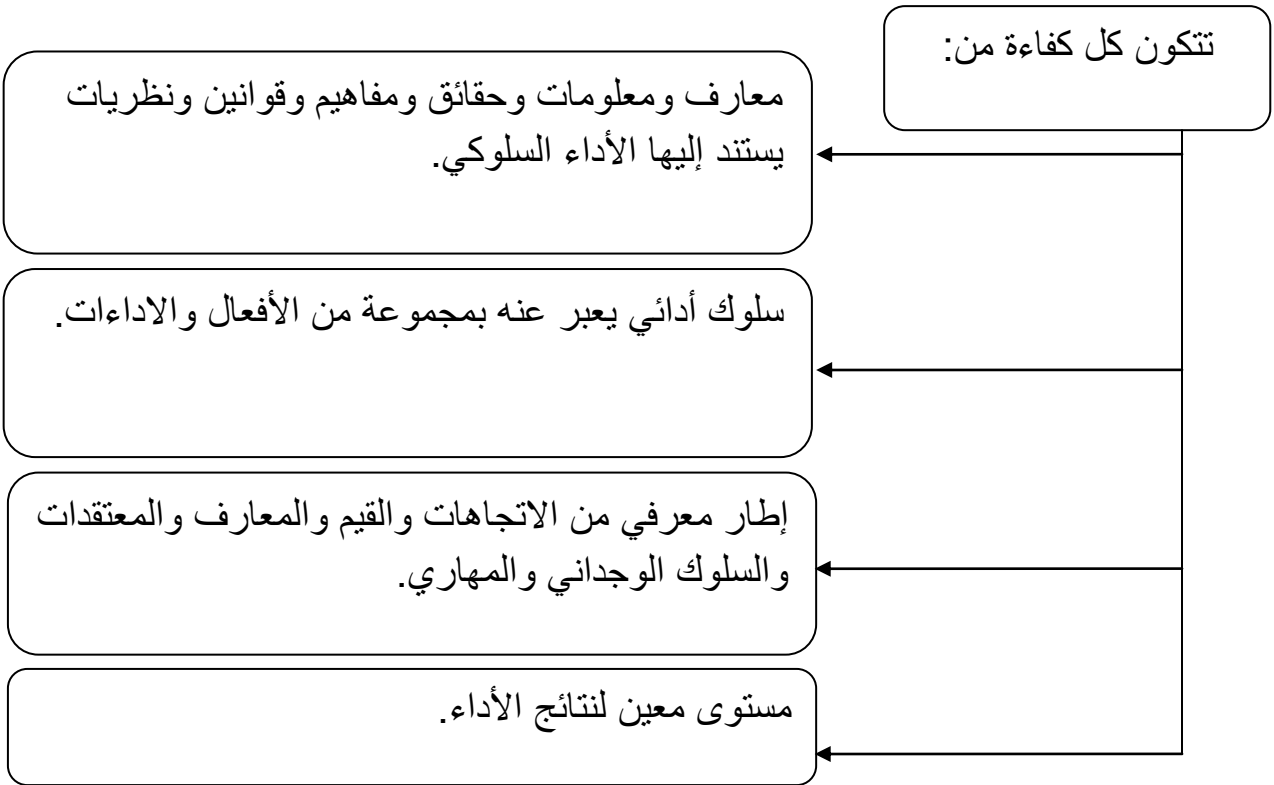 تتكون كل كفاءة من:
معارف ومعلومات وحقائق ومفاهيم وقوانين ونظريات
يستند إليها الأداء السلوكي.
سلوك أدائي يعبر عنه بمجموعة من الأفعال والاداءات.
إطار معرفي من الاتجاهات والقيم والمعارف والمعتقدات
والسلوك الوجداني والمهاري.
مستوى معين لنتائج الأداء.